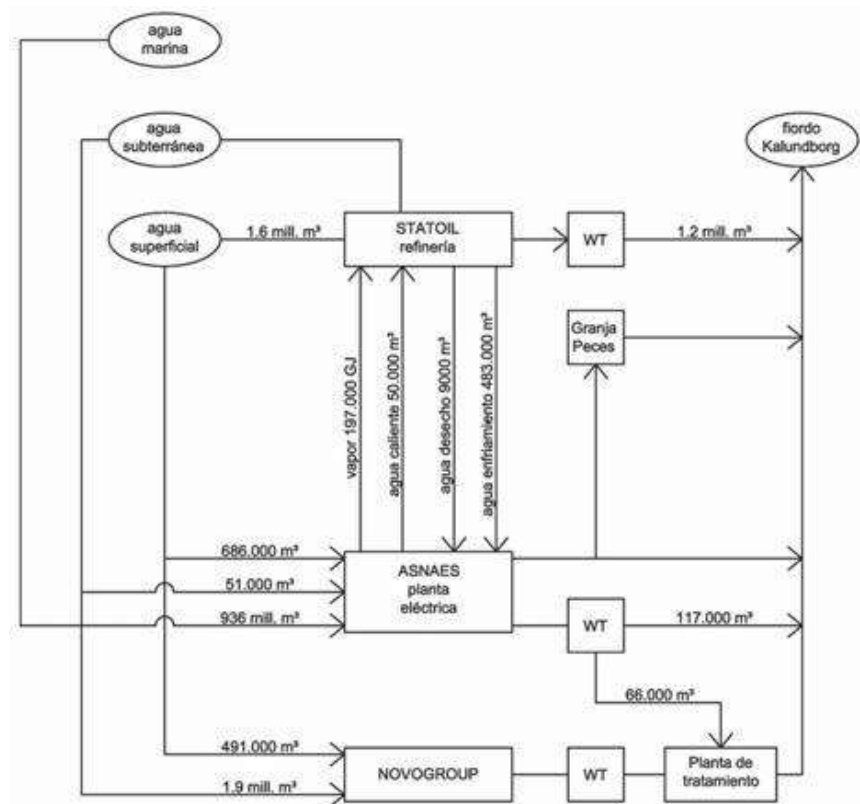 agua
marina
agua
subterránea
fiordo
Kalundborg
agua
superficial
1.6 mill. m³
STATOIL
refinería
WT
1.2 mill. m³
Granja
Peces
vapor 197.000 GJ
agua caliente 50.000 m³
agua desecho 9000 m³
agua enfriamiento 483.000 m³
686.000 m³
51.000 m³
936 mill. m³
ASNAES
planta
eléctrica
WT
117.000 m³
66.000 m³
491.000 m³
1.9 mill. m³
NOVOGROUP
WT
Planta de
tratamiento